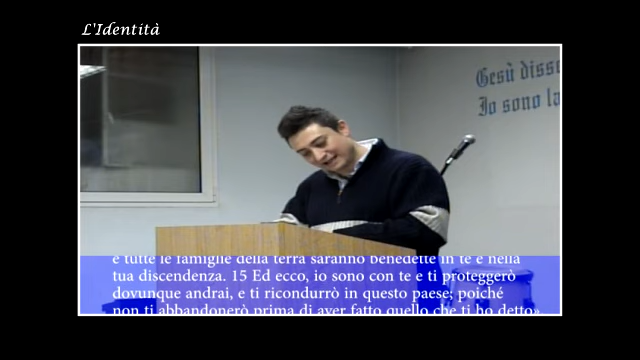 L'Identità
Gesù disse
Io sono la
e tutte le famiglie della terra saranno benedette in te e nella
tua discendenza. 15 Ed ecco, io sono con te e ti proteggerò
dovunque andrai, e ti ricondurrò in questo paese; poiché
non ti abbandonerò prima di aver fatto quello che ti ho detto».